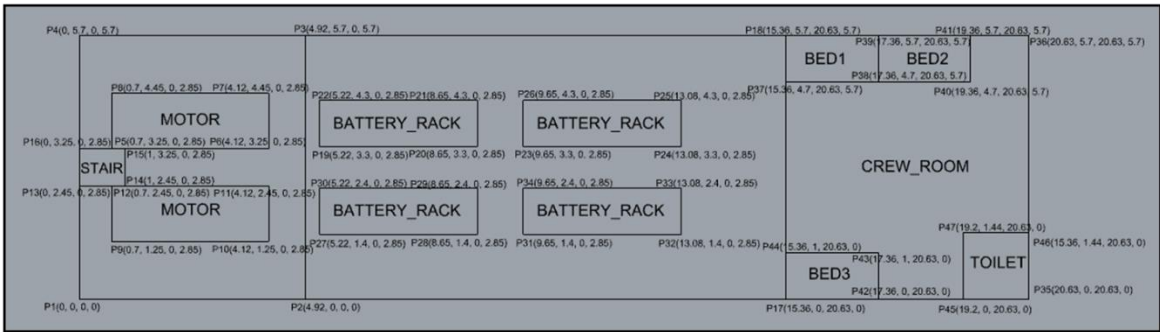 P4(0, 5.7, 0, 5.7)
P3(4.92, 5.7, 0, 5.7)
P18(15.36, 5.7, 20.63, 5.7)
P41(19.36, 5.7, 20.63, 5.7)
P39(17.36, 5.7, 20.63, 5.7)
P36(20.63, 5.7, 20.63, 5.7)
BED1
BED2
P38(17.36, 4.7, 20.63, 5.7)
P37(15.36, 4.7, 20.63, 5.7)
P40(19.36, 4.7, 20.63, 5.7)
P8(0.7, 4.45, 0, 2.85)
P7(4.12, 4.45, 0, 2.85)
P22(5.22, 4.3, 0, 2.85)
P21(8.65, 4.3, 0, 2.85)
P26(9.65, 4.3, 0, 2.85)
P25(13.08, 4.3, 0, 2.85)
MOTOR
BATTERY_RACK
BATTERY_RACK
P16(0, 3.25, 0, 2.85)
P5(0.7, 3.25, 0, 2.85)
P6(4.12, 3.25, 0, 2.85)
P15(1, 3.25, 0, 2.85)
P19(5.22, 3.3, 0, 2.85)
P20(8.65, 3.3, 0, 2.85)
P23(9.65, 3.3, 0, 2.85)
P24(13.08, 3.3, 0, 2.85)
STAIR
CREW_ROOM
P14(1, 2.45, 0, 2.85)
P13(0, 2.45, 0, 2.85)
P12(0.7, 2.45, 0, 2.85)
P11(4.12, 2.45, 0, 2.85)
P30(5.22, 2.4, 0, 2.85)
P29(8.65, 2.4, 0, 2.85)
P34(9.65, 2.4, 0, 2.85)
P33(13.08, 2.4, 0, 2.85)
MOTOR
BATTERY_RACK
BATTERY_RACK
P9(0.7, 1.25, 0, 2.85)
P10(4.12, 1.25, 0, 2.85)
P27(5.22, 1.4, 0, 2.85)
P28(8.65, 1.4, 0, 2.85)
P31(9.65, 1.4, 0, 2.85)
P32(13.08, 1.4, 0, 2.85)
P47(19.2, 1.44, 20.63, 0)
P44(15.36, 1, 20.63, 0)
P46(15.36, 1.44, 20.63, 0)
P43(17.36, 1, 20.63, 0)
BED3
TOILET
P42(17.36, 0, 20.63, 0)
P35(20.63, 0, 20.63, 0)
P1(0, 0, 0, 0)
P2(4.92, 0, 0, 0)
P17(15.36, 0, 20.63, 0)
P45(19.2, 0, 20.63, 0)